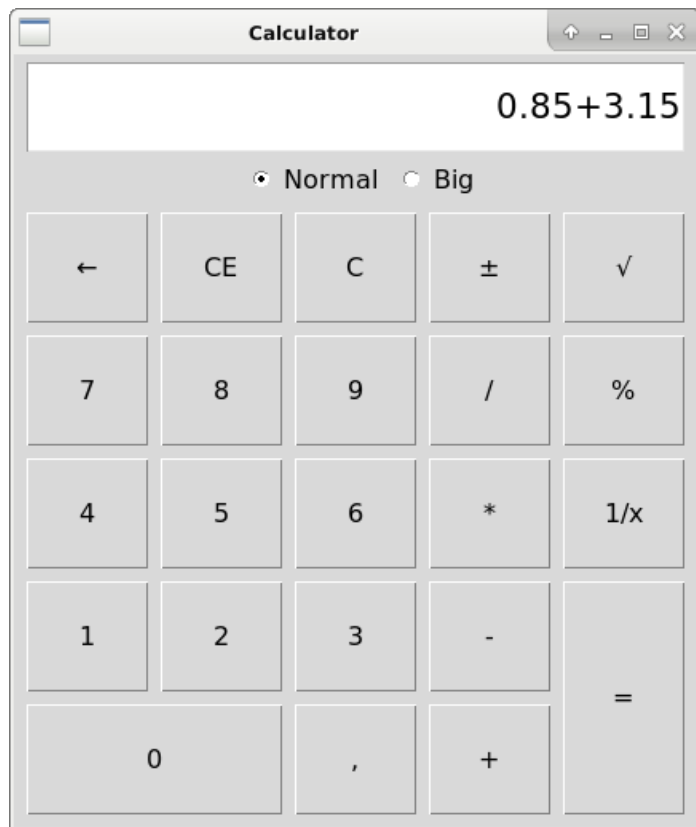 Calculator
0.85+3.15
Normal Big
← CE C ± √
7 8 9 / %
4 5 6 * 1/x
1 2 3 -
=
0 , +